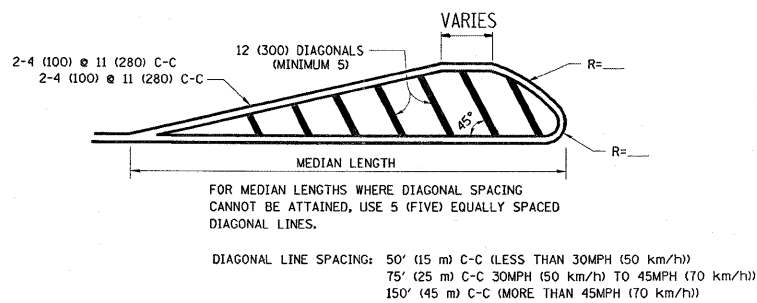 VARIES
12 (300) DIAGONALS
(MINIMUM 5)
2-4 (100) @ 11 (280) C-C
2-4 (100) @ 11 (280) C-C
R=___
45°
R=___
MEDIAN LENGTH
FOR MEDIAN LENGTHS WHERE DIAGONAL SPACING
CANNOT BE ATTAINED, USE 5 (FIVE) EQUALLY SPACED
DIAGONAL LINES.
DIAGONAL LINE SPACING: 50' (15 m) C-C (LESS THAN 30MPH (50 km/h))
75' (25 m) C-C 30MPH (50 km/h) TO 45MPH (70 km/h))
150' (45 m) C-C (MORE THAN 45MPH (70 km/h))